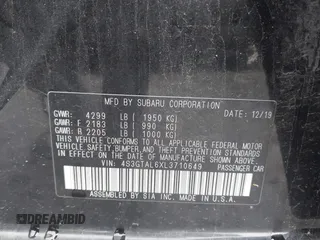 MFD BY SUBARU CORPORATION DATE: 12/19
GVWR: 4299 LB ( 1950 KG)
GAWR: F 2183 LB ( 990 KG)
GAWR: R 2205 LB ( 1000 KG)
THIS VEHICLE CONFORMS TO ALL APPLICABLE FEDERAL MOTOR
VEHICLE SAFETY, BUMPER, AND THEFT PREVENTION STANDARDS
IN EFFECT ON THE DATE OF MANUFACTURE SHOWN ABOVE.
VIN: 4S3GTAL6XL3710649 PASSENGER CAR
ASSEMBLED BY SIA INC. MADE IN U.S.A.
DREAMBID